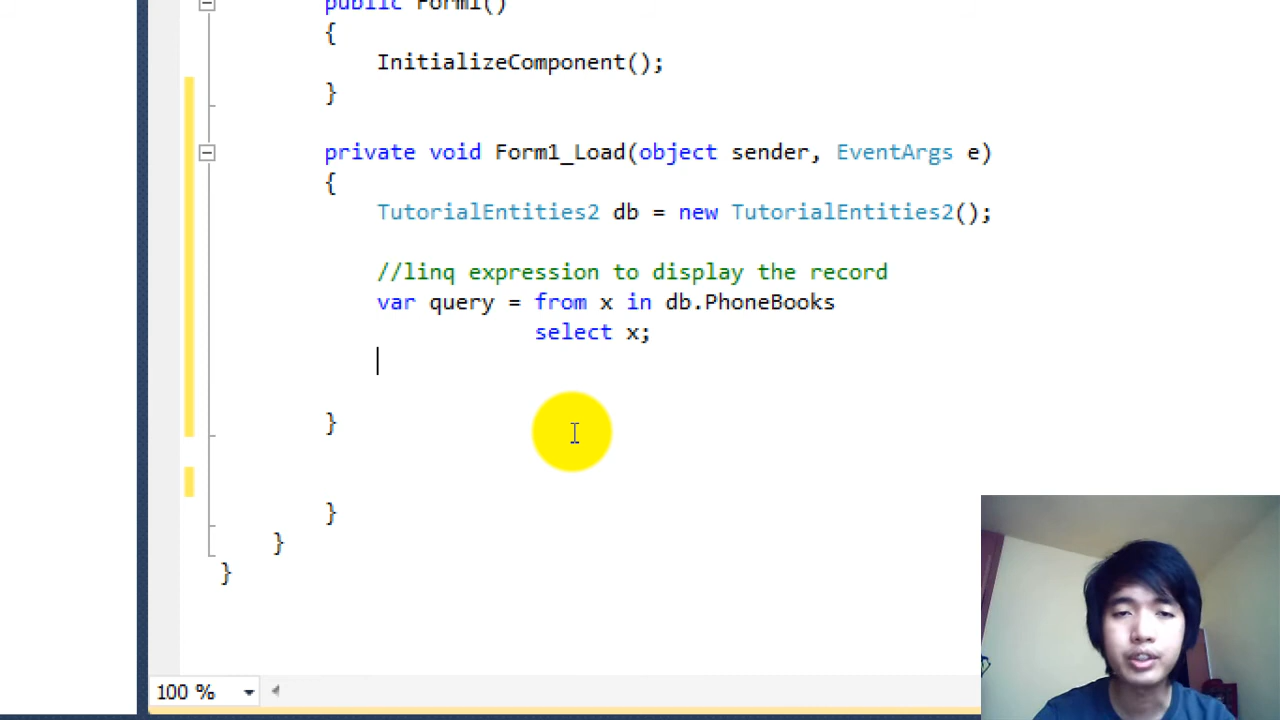 public Form1()
{
InitializeComponent();
}
private void Form1_Load(object sender, EventArgs e)
{
TutorialEntities2 db = new TutorialEntities2();
//linq expression to display the record
var query = from x in db.PhoneBooks
select x;
}
}
}
}
100 %